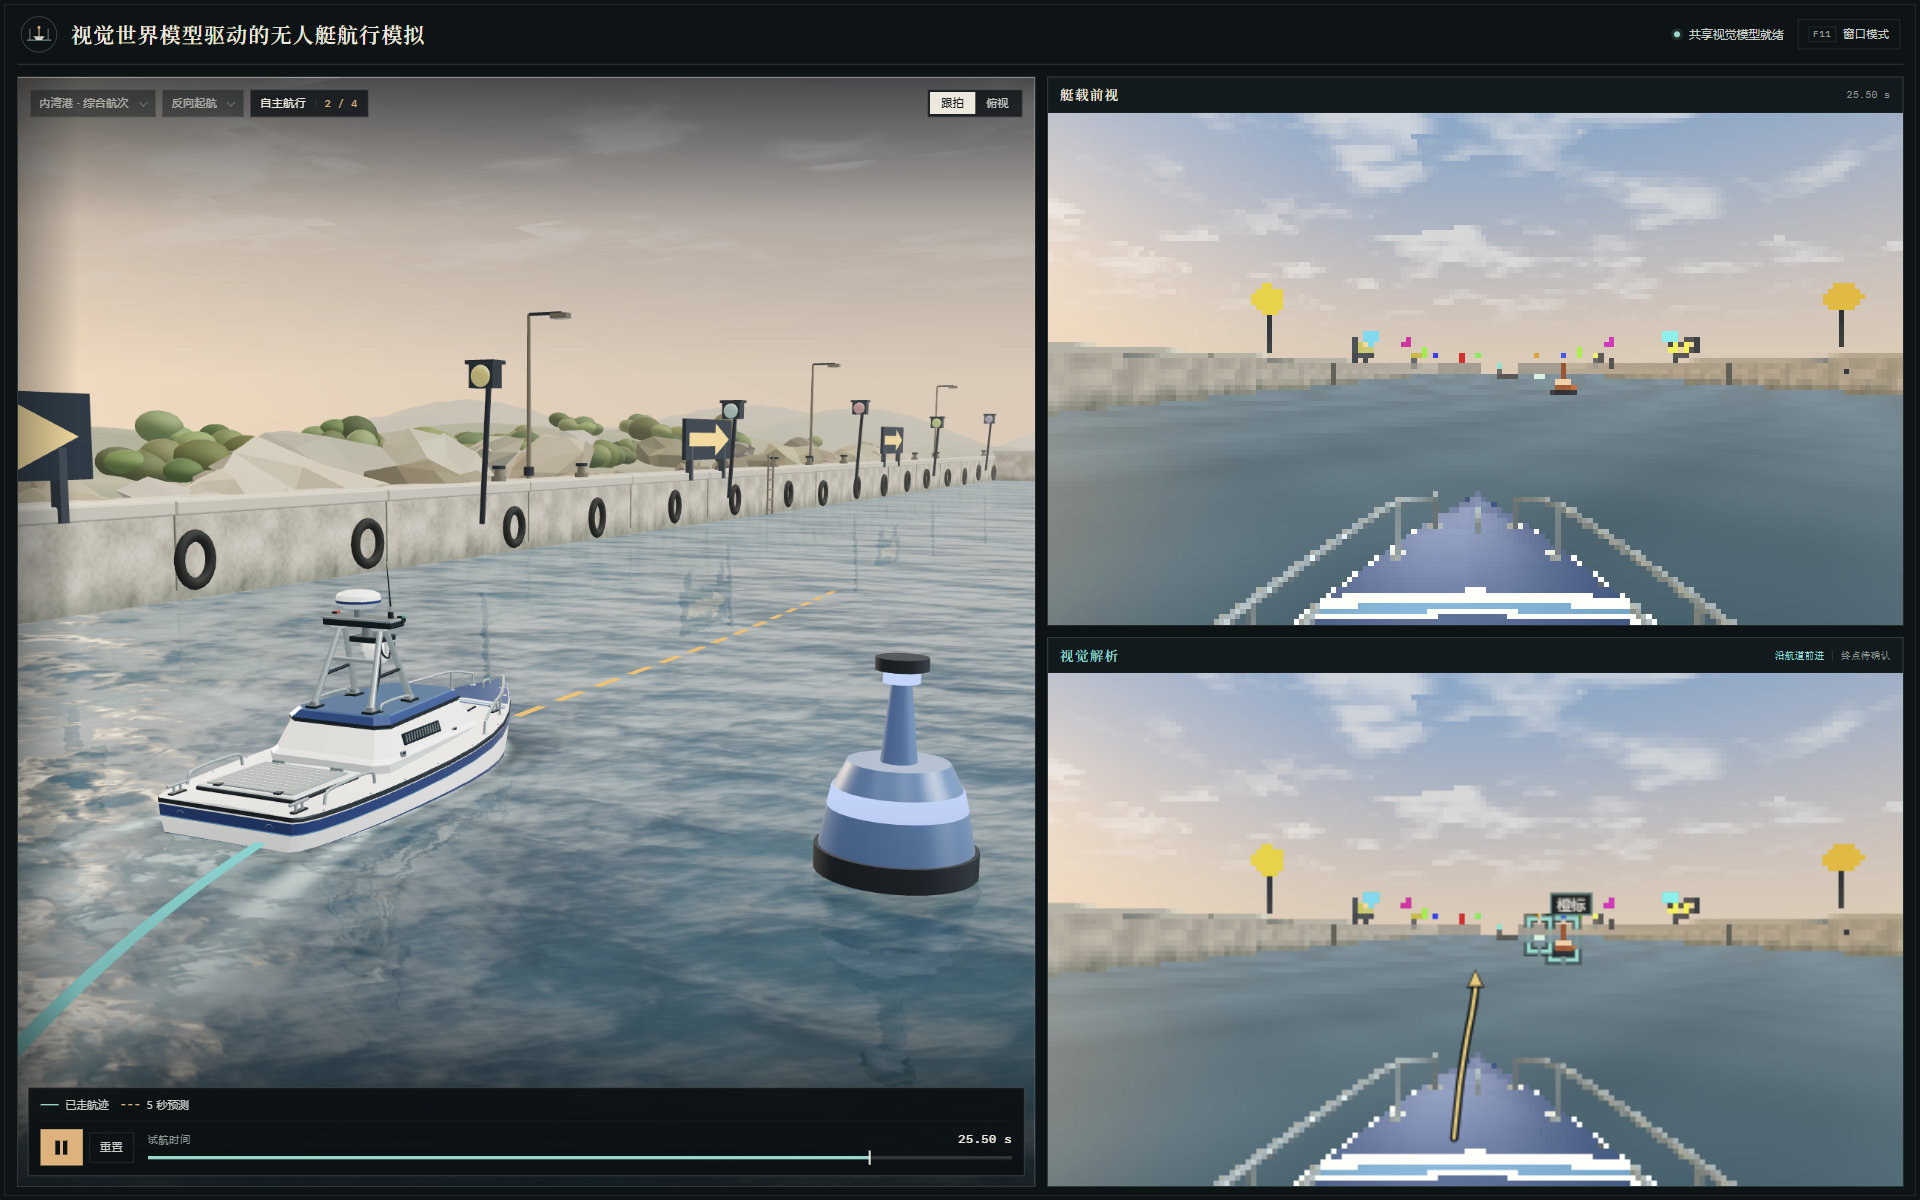 视觉世界模型驱动的无人艇航行模拟
共享视觉模型就绪
F11 窗口模式
内湾港 · 综合航次
反向起航
自主航行 2 / 4
跟拍 俯视
艇载前视
25.50 s
视觉解析
沿航道前进 终点待确认
橙标
已走航迹 5 秒预测
重置
试航时间
25.50 s